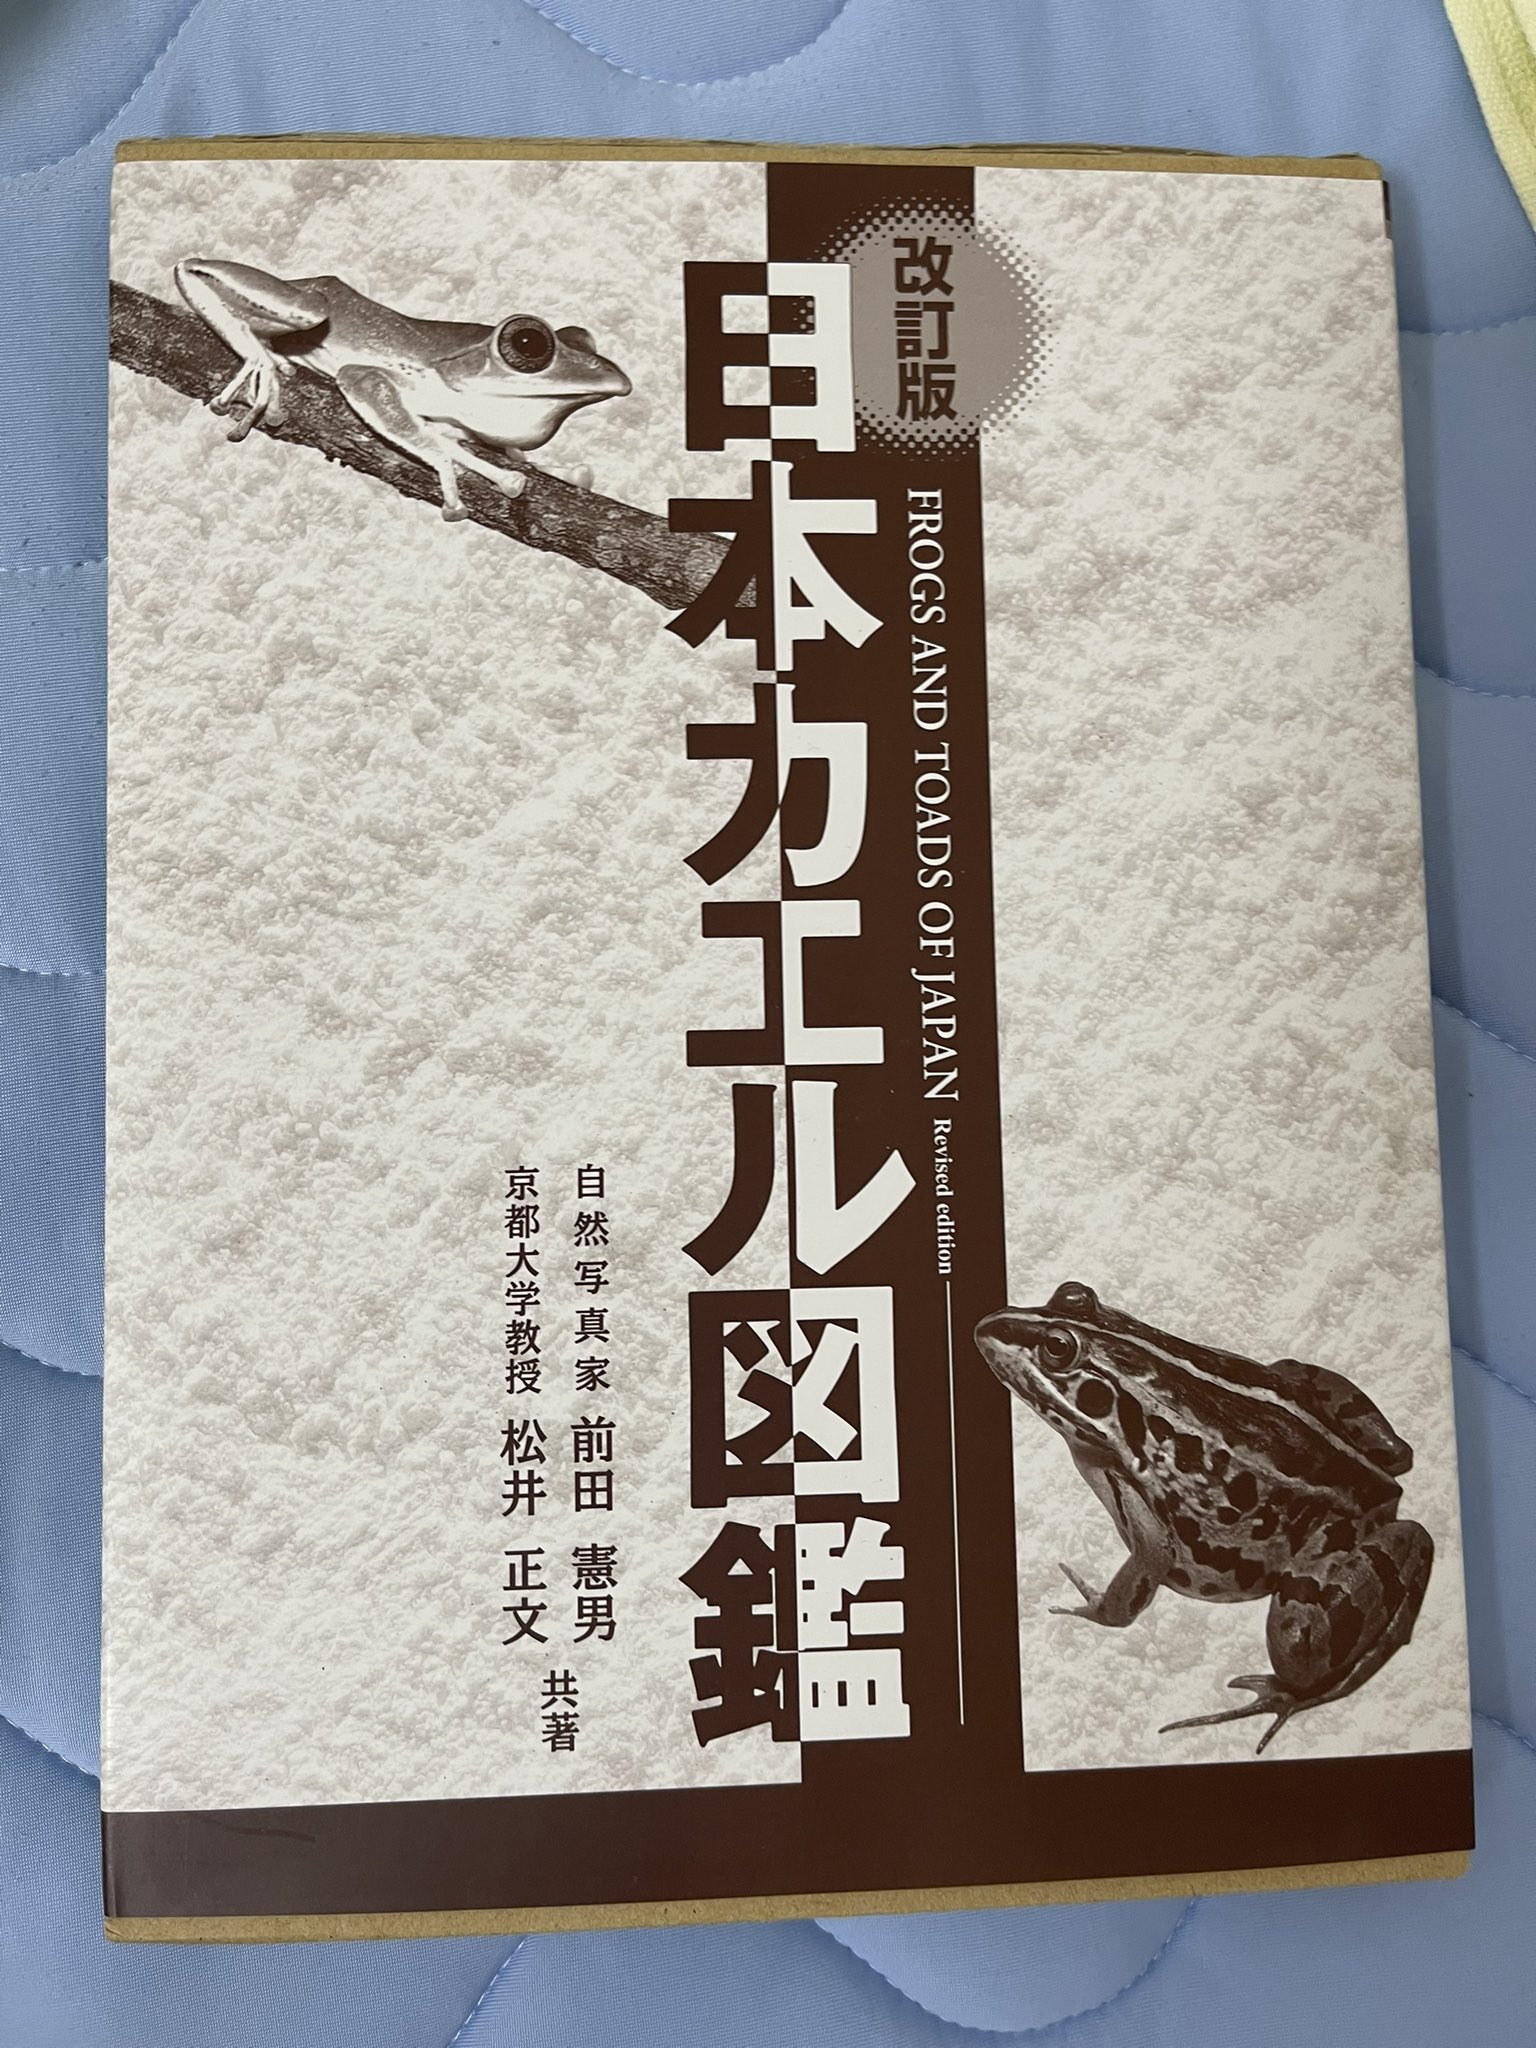 改訂版
日本カエル図鑑
FROGS AND TOADS OF JAPAN Revised edition
自然写真家 前田 憲男
京都大学教授 松井 正文
共著